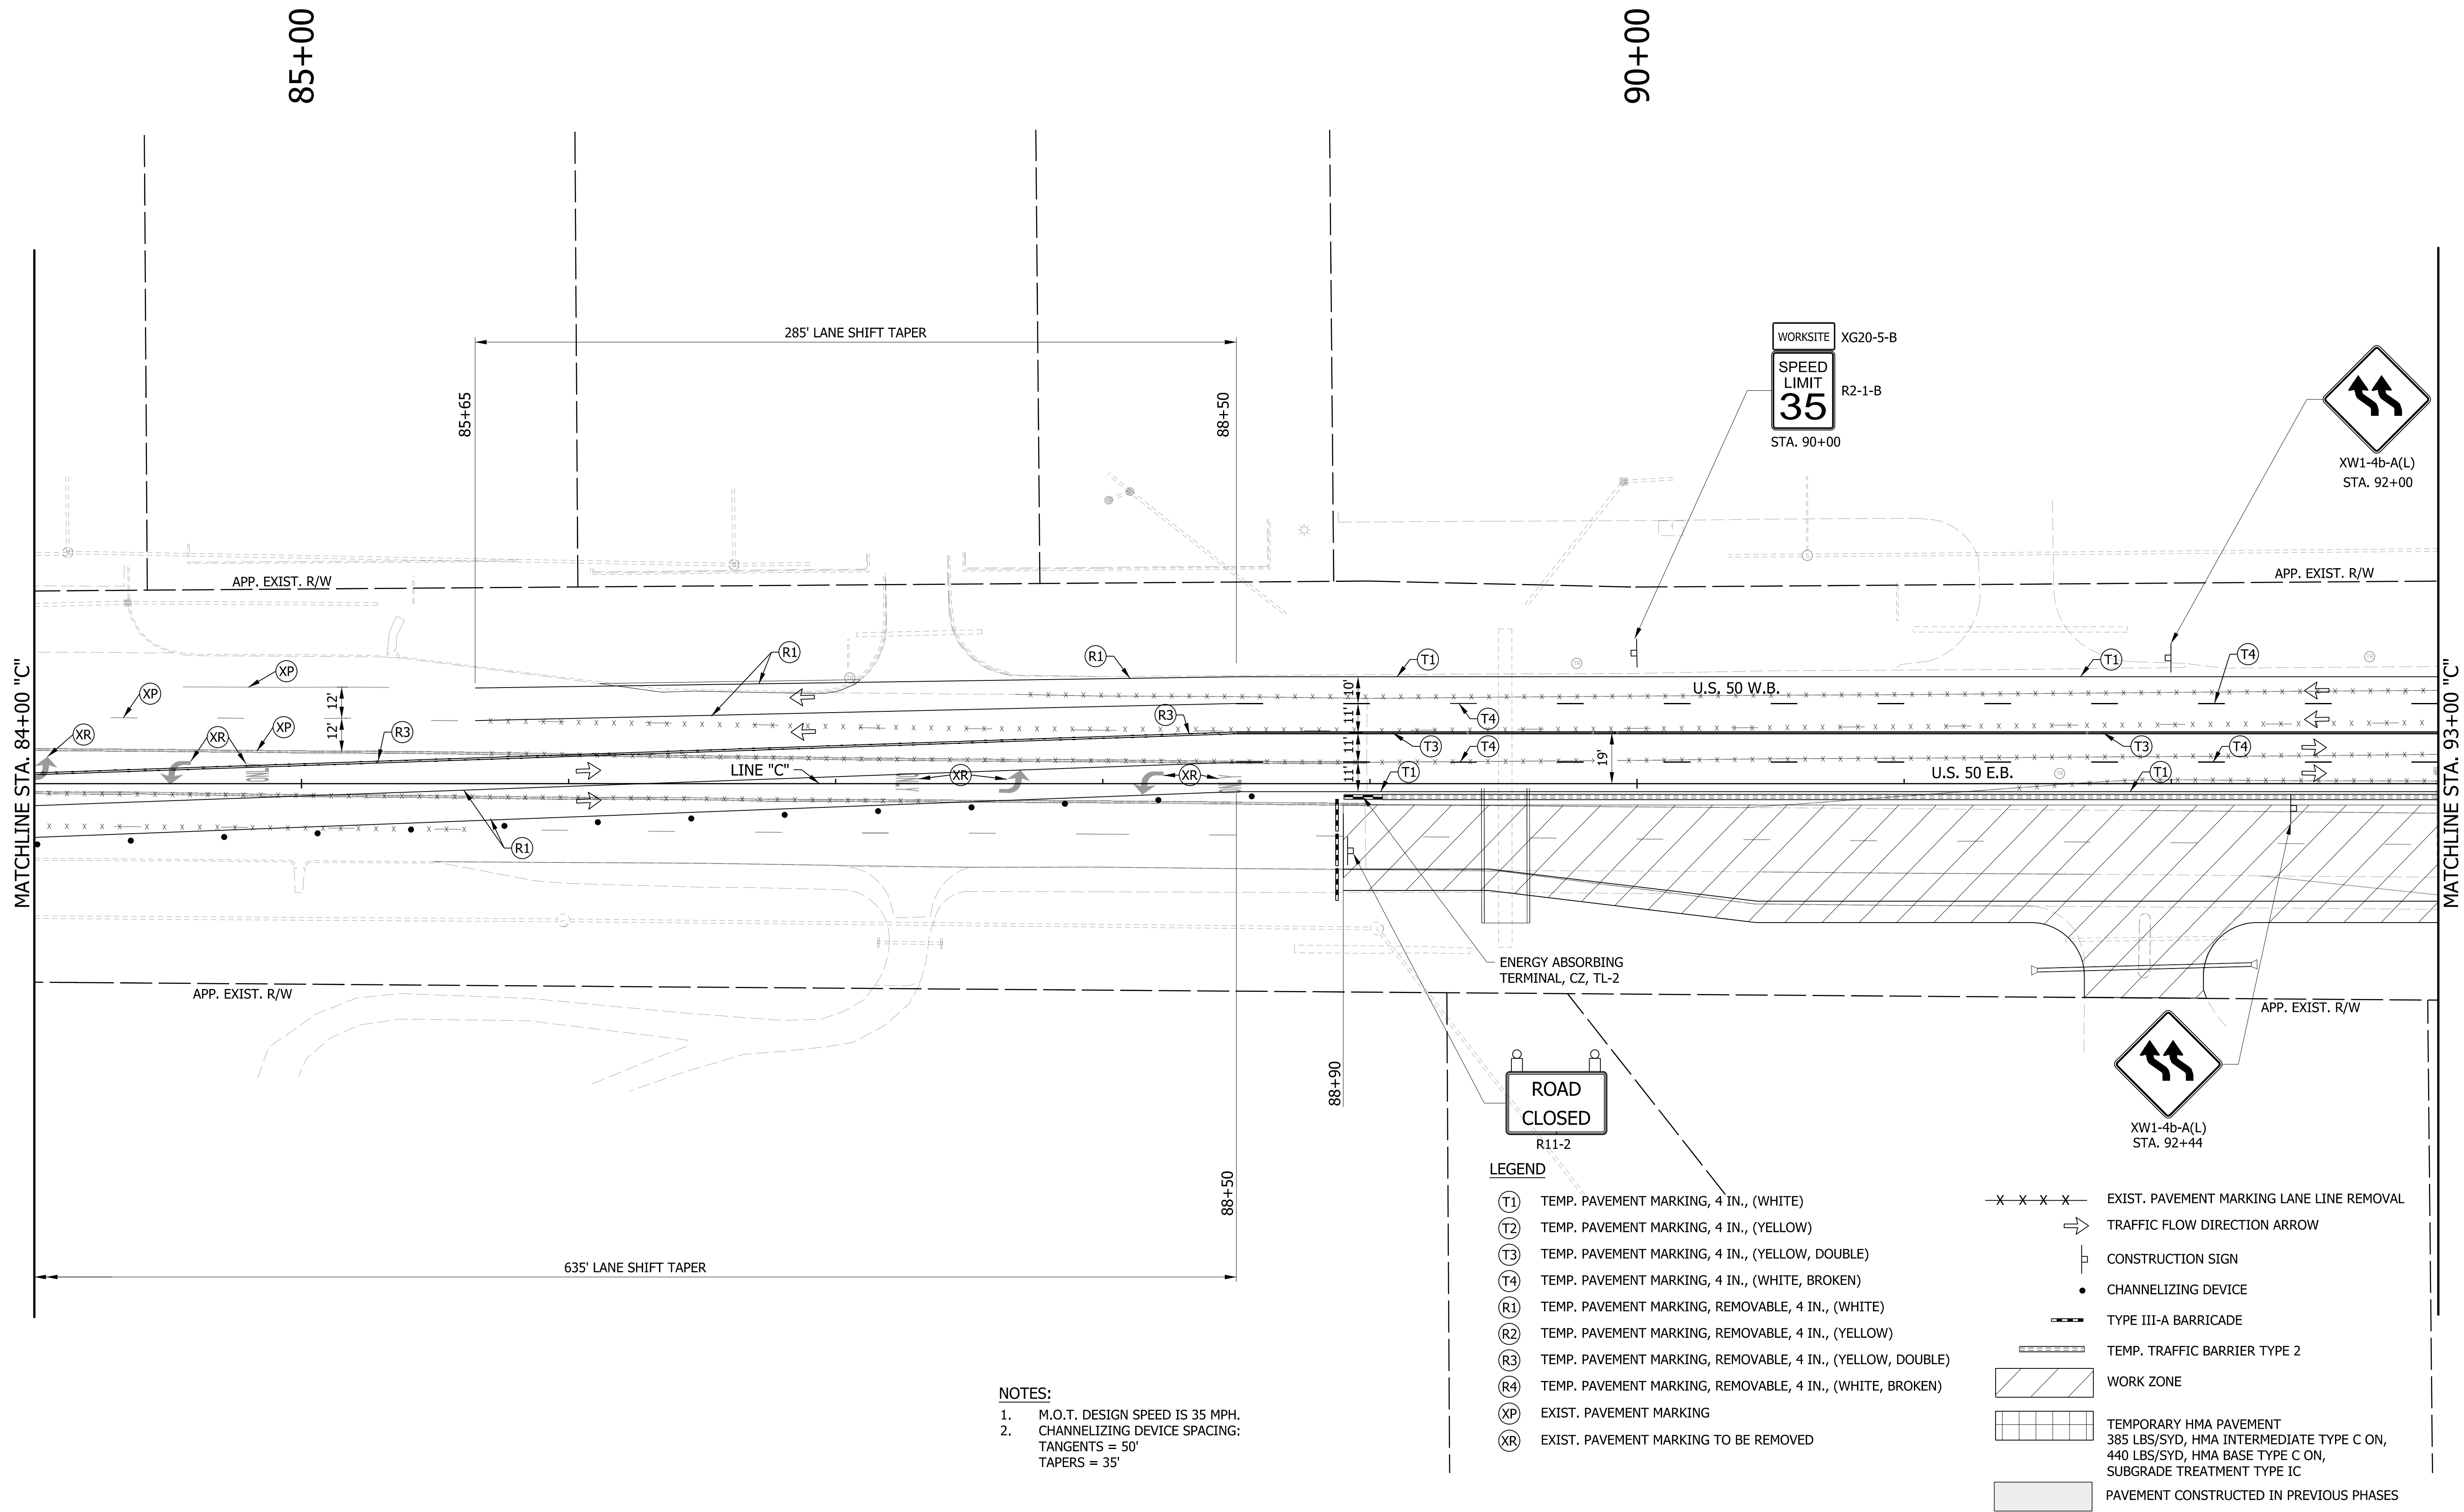 85+00
90+00
285' LANE SHIFT TAPER
85+65
88+50
WORKSITE
XG20-5-B
SPEED
LIMIT
35
R2-1-B
STA. 90+00
XW1-4b-A(L)
STA. 92+00
APP. EXIST. R/W
APP. EXIST. R/W
MATCHLINE STA. 84+00 "C"
MATCHLINE STA. 93+00 "C"
R1
R1
T1
T1
T4
XP
XP
12'
12'
10'
11'
11'
11'
19'
U.S. 50 W.B.
R3
T4
XR
XR
XP
R3
T3
T4
T3
T4
LINE "C"
XR
XR
T1
U.S. 50 E.B.
T1
TR
TR
TR
TR
S
R1
ENERGY ABSORBING
TERMINAL, CZ, TL-2
APP. EXIST. R/W
APP. EXIST. R/W
88+90
ROAD
CLOSED
R11-2
XW1-4b-A(L)
STA. 92+44
88+50
635' LANE SHIFT TAPER
LEGEND
T1 TEMP. PAVEMENT MARKING, 4 IN., (WHITE)
T2 TEMP. PAVEMENT MARKING, 4 IN., (YELLOW)
T3 TEMP. PAVEMENT MARKING, 4 IN., (YELLOW, DOUBLE)
T4 TEMP. PAVEMENT MARKING, 4 IN., (WHITE, BROKEN)
R1 TEMP. PAVEMENT MARKING, REMOVABLE, 4 IN., (WHITE)
R2 TEMP. PAVEMENT MARKING, REMOVABLE, 4 IN., (YELLOW)
R3 TEMP. PAVEMENT MARKING, REMOVABLE, 4 IN., (YELLOW, DOUBLE)
R4 TEMP. PAVEMENT MARKING, REMOVABLE, 4 IN., (WHITE, BROKEN)
XP EXIST. PAVEMENT MARKING
XR EXIST. PAVEMENT MARKING TO BE REMOVED
X X X X EXIST. PAVEMENT MARKING LANE LINE REMOVAL
TRAFFIC FLOW DIRECTION ARROW
CONSTRUCTION SIGN
CHANNELIZING DEVICE
TYPE III-A BARRICADE
TEMP. TRAFFIC BARRIER TYPE 2
WORK ZONE
TEMPORARY HMA PAVEMENT
385 LBS/SYD, HMA INTERMEDIATE TYPE C ON,
440 LBS/SYD, HMA BASE TYPE C ON,
SUBGRADE TREATMENT TYPE IC
PAVEMENT CONSTRUCTED IN PREVIOUS PHASES
NOTES:
1. M.O.T. DESIGN SPEED IS 35 MPH.
2. CHANNELIZING DEVICE SPACING:
TANGENTS = 50'
TAPERS = 35'